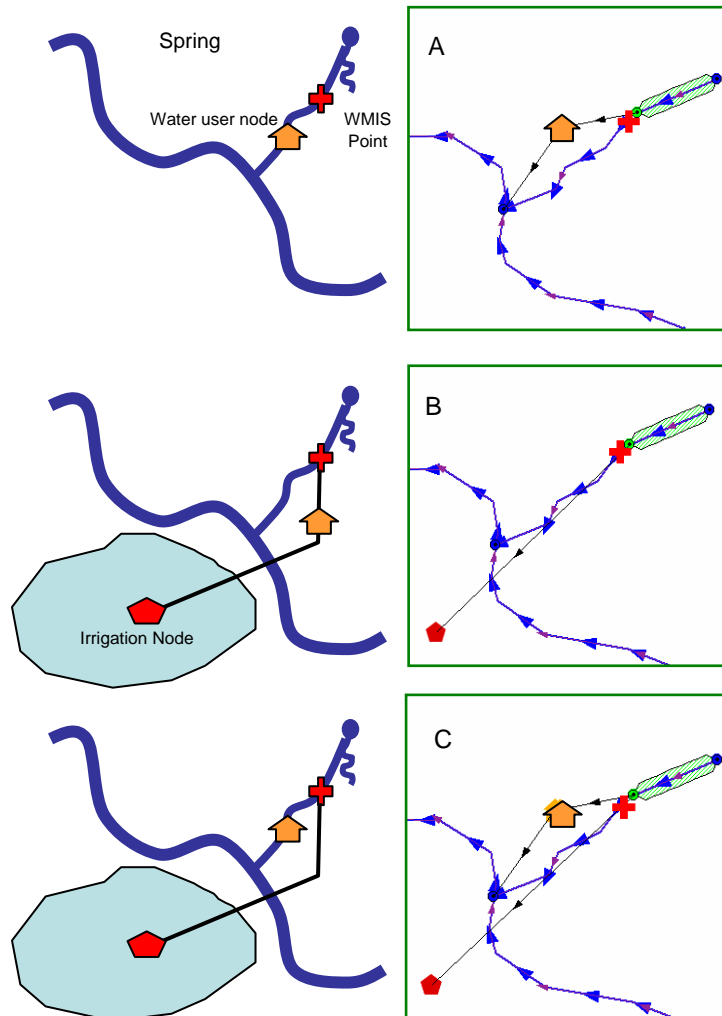 Spring
A
Water user node
WMIS
Point
B
Irrigation Node
C